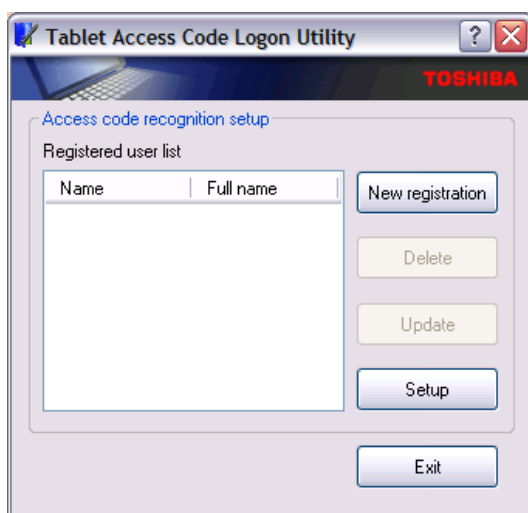 Tablet Access Code Logon Utility
TOSHIBA
Access code recognition setup
Registered user list
Name Full name
New registration
Delete
Update
Setup
Exit